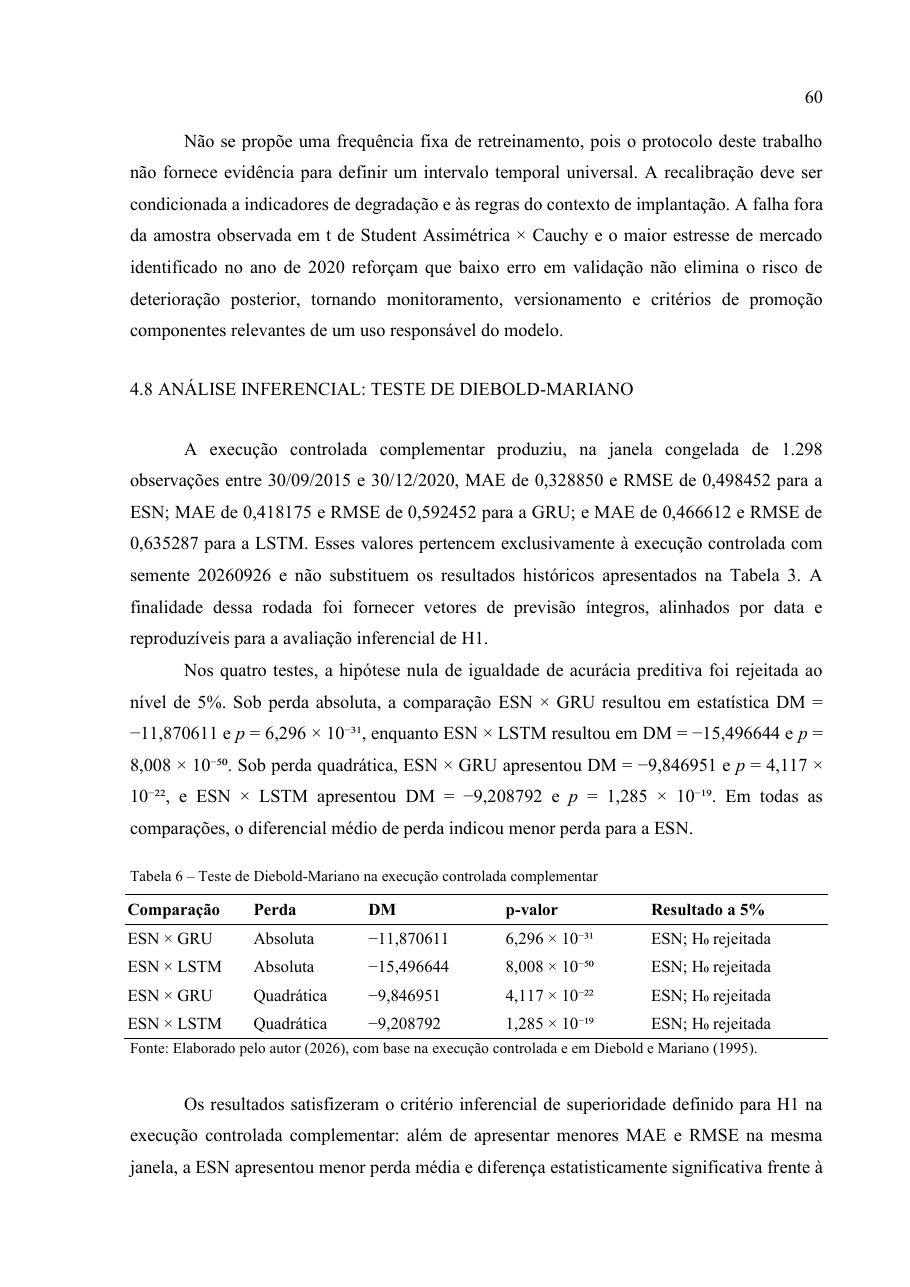 60
Não se propõe uma frequência fixa de retreinamento, pois o protocolo deste trabalho
não fornece evidência para definir um intervalo temporal universal. A recalibração deve ser
condicionada a indicadores de degradação e às regras do contexto de implantação. A falha fora
da amostra observada em t de Student Assimétrica × Cauchy e o maior estresse de mercado
identificado no ano de 2020 reforçam que baixo erro em validação não elimina o risco de
deterioração posterior, tornando monitoramento, versionamento e critérios de promoção
componentes relevantes de um uso responsável do modelo.
4.8 ANÁLISE INFERENCIAL: TESTE DE DIEBOLD-MARIANO
A execução controlada complementar produziu, na janela congelada de 1.298
observações entre 30/09/2015 e 30/12/2020, MAE de 0,328850 e RMSE de 0,498452 para a
ESN; MAE de 0,418175 e RMSE de 0,592452 para a GRU; e MAE de 0,466612 e RMSE de
0,635287 para a LSTM. Esses valores pertencem exclusivamente à execução controlada com
semente 20260926 e não substituem os resultados históricos apresentados na Tabela 3. A
finalidade dessa rodada foi fornecer vetores de previsão íntegros, alinhados por data e
reproduzíveis para a avaliação inferencial de H1.
Nos quatro testes, a hipótese nula de igualdade de acurácia preditiva foi rejeitada ao
nível de 5%. Sob perda absoluta, a comparação ESN × GRU resultou em estatística DM =
−11,870611 e p = 6,296 × 10⁻³¹, enquanto ESN × LSTM resultou em DM = −15,496644 e p =
8,008 × 10⁻⁵⁰. Sob perda quadrática, ESN × GRU apresentou DM = −9,846951 e p = 4,117 ×
10⁻²², e ESN × LSTM apresentou DM = −9,208792 e p = 1,285 × 10⁻¹⁹. Em todas as
comparações, o diferencial médio de perda indicou menor perda para a ESN.
Tabela 6 – Teste de Diebold-Mariano na execução controlada complementar
Comparação Perda DM p-valor Resultado a 5%
ESN × GRU Absoluta −11,870611 6,296 × 10⁻³¹ ESN; H₀ rejeitada
ESN × LSTM Absoluta −15,496644 8,008 × 10⁻⁵⁰ ESN; H₀ rejeitada
ESN × GRU Quadrática −9,846951 4,117 × 10⁻²² ESN; H₀ rejeitada
ESN × LSTM Quadrática −9,208792 1,285 × 10⁻¹⁹ ESN; H₀ rejeitada
Fonte: Elaborado pelo autor (2026), com base na execução controlada e em Diebold e Mariano (1995).
Os resultados satisfizeram o critério inferencial de superioridade definido para H1 na
execução controlada complementar: além de apresentar menores MAE e RMSE na mesma
janela, a ESN apresentou menor perda média e diferença estatisticamente significativa frente à